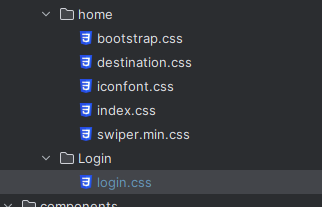 home
bootstrap.css
destination.css
iconfont.css
index.css
swiper.min.css
Login
login.css
components